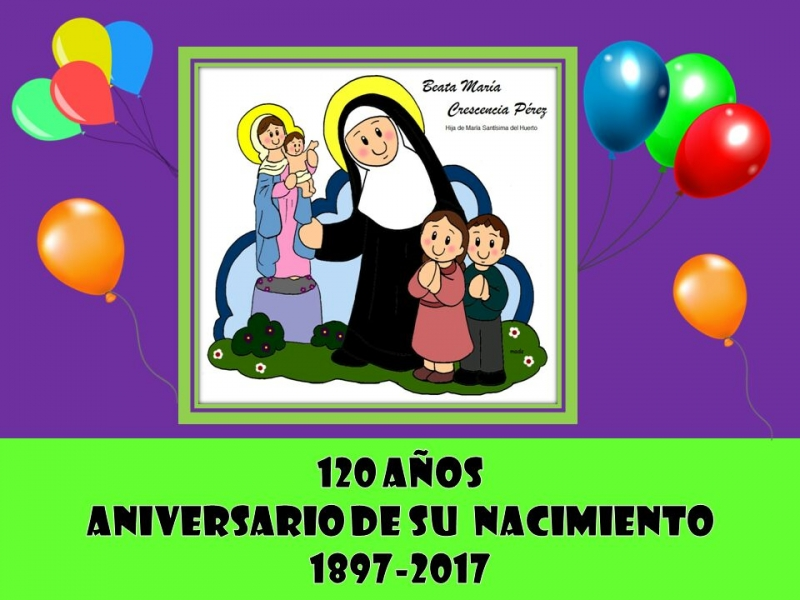 Beata María
Crescencia Pérez
Hija de María Santísima del Huerto
120 AÑOS
ANIVERSARIO DE SU NACIMIENTO
1897-2017